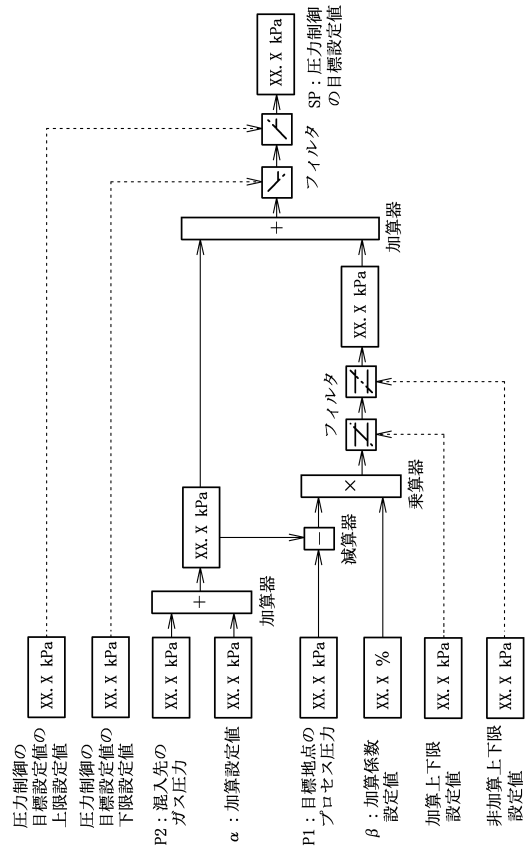 圧力制御の
目標設定値の
上限設定値
XX.X kPa
圧力制御の
目標設定値の
下限設定値
XX.X kPa
P2：混入先の
ガス圧力
XX.X kPa
α：加算設定値
XX.X kPa
+
加算器
XX.X kPa
P1：目標地点の
プロセス圧力
XX.X kPa
−
減算器
β：加算係数
設定値
XX.X %
×
乗算器
加算上下限
設定値
XX.X kPa
非加算上下限
設定値
XX.X kPa
フィルタ
XX.X kPa
+
加算器
フィルタ
XX.X kPa
SP：圧力制御
の目標設定値